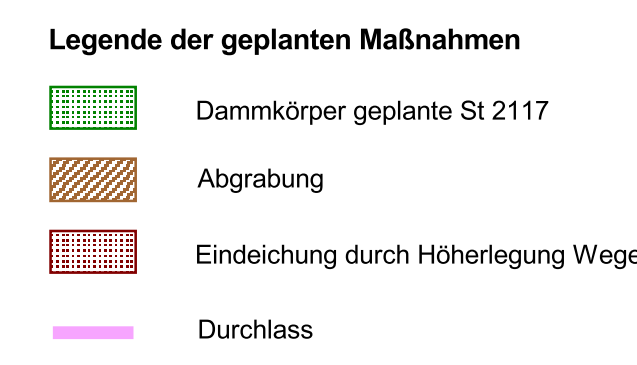 Legende der geplanten Maßnahmen
Dammkörper geplante St 2117
Abgrabung
Eindeichung durch Höherlegung Wege
Durchlass